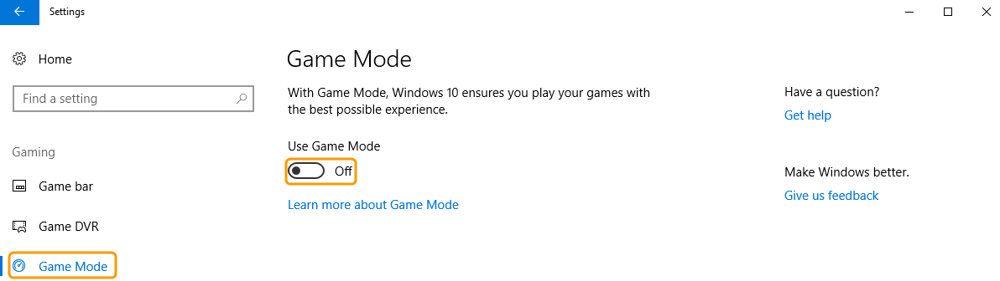 Settings
Home
Find a setting
Gaming
Game bar
Game DVR
Game Mode
Game Mode
With Game Mode, Windows 10 ensures you play your games with
the best possible experience.
Use Game Mode
Off
Learn more about Game Mode
Have a question?
Get help
Make Windows better.
Give us feedback